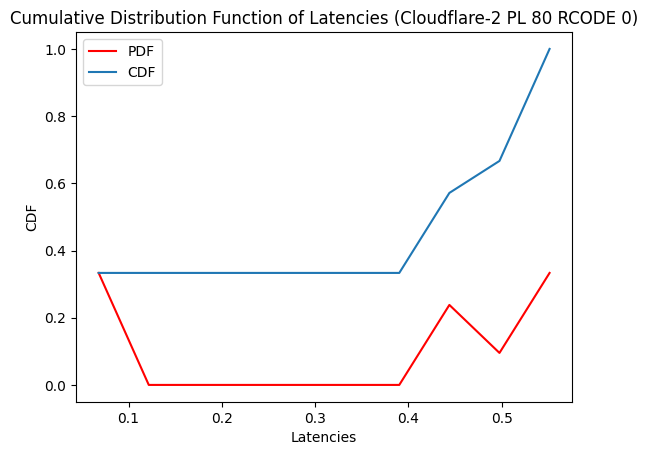 Cumulative Distribution Function of Latencies (Cloudflare-2 PL 80 RCODE 0)
PDF
CDF
1.0
0.8
0.6
0.4
0.2
0.0
CDF
0.1 0.2 0.3 0.4 0.5
Latencies